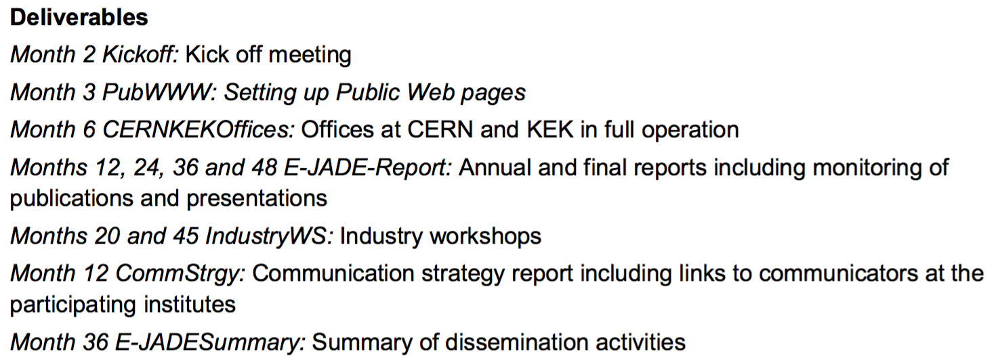 Deliverables
Month 2 Kickoff: Kick off meeting
Month 3 PubWWW: Setting up Public Web pages
Month 6 CERNKEKOffices: Offices at CERN and KEK in full operation
Months 12, 24, 36 and 48 E-JADE-Report: Annual and final reports including monitoring of
publications and presentations
Months 20 and 45 IndustryWS: Industry workshops
Month 12 CommStrgy: Communication strategy report including links to communicators at the
participating institutes
Month 36 E-JADESummary: Summary of dissemination activities